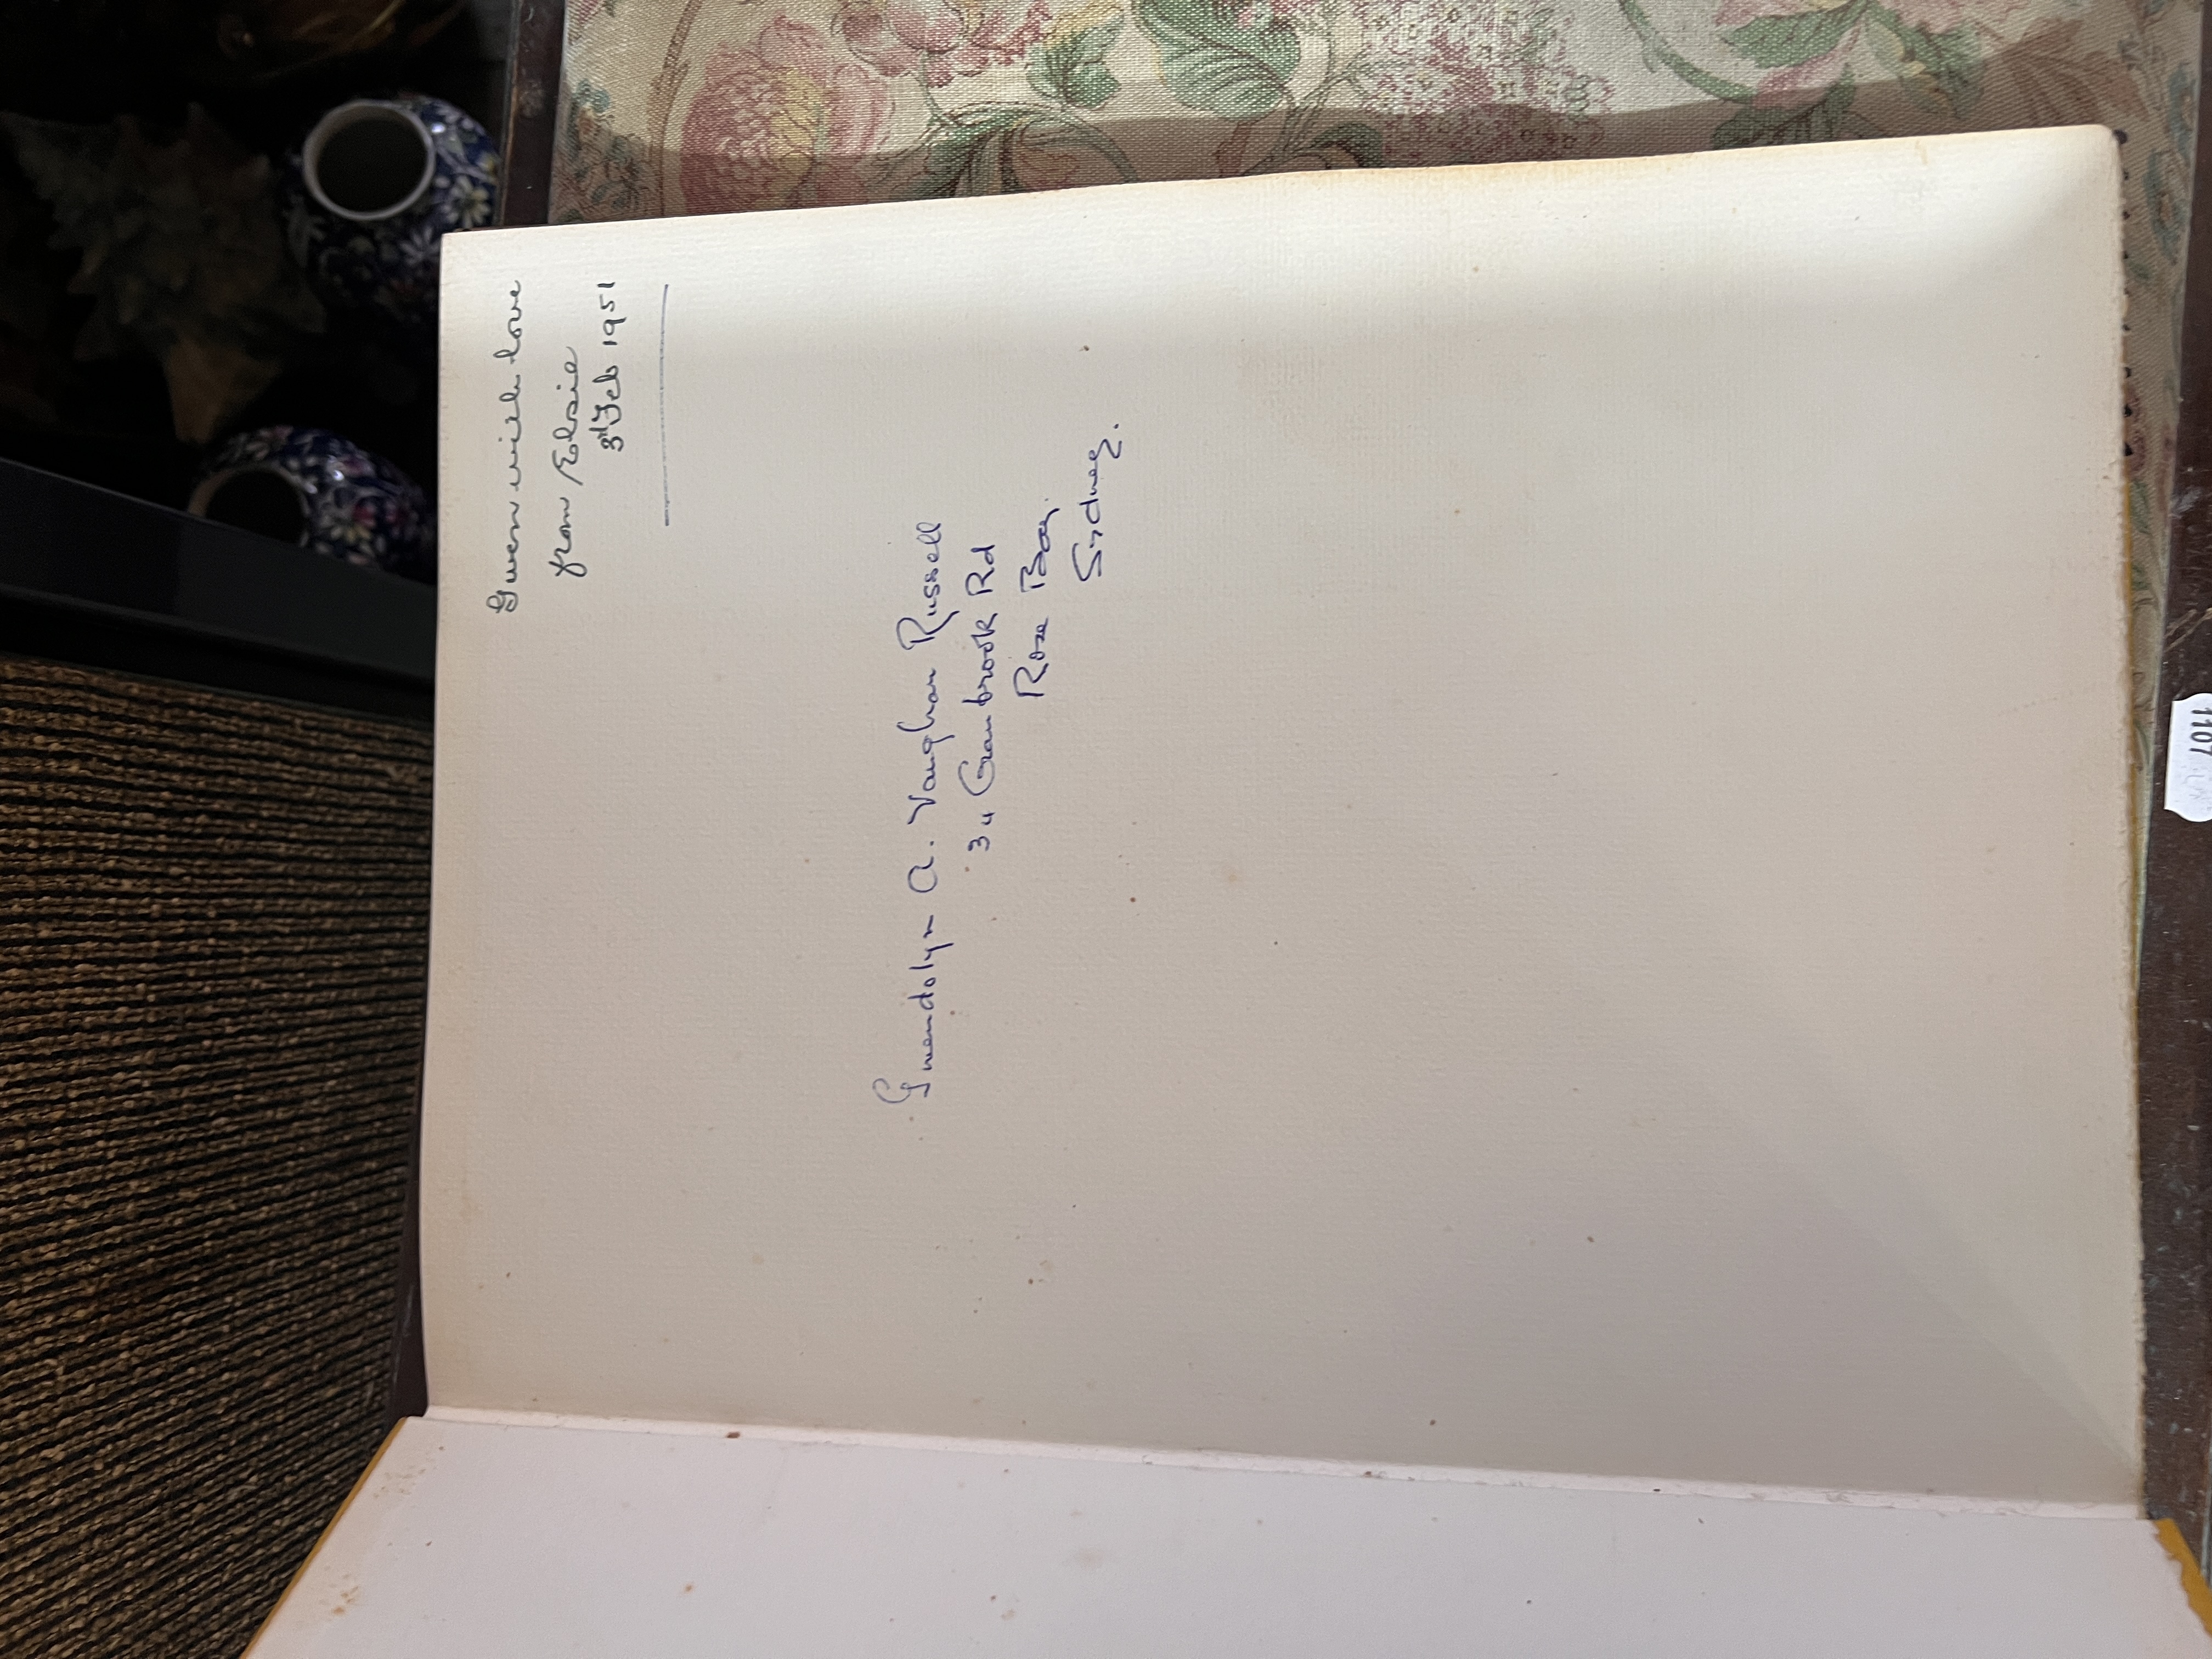 Gwen with love
from Elsie
3rd Feb 1951
Gwendolyn A. Vaughan Russell
34 Cranbrook Rd
Rose Bay.
Sydney.
1107